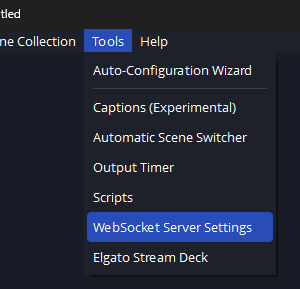 tled
ne Collection Tools Help
Auto-Configuration Wizard
Captions (Experimental)
Automatic Scene Switcher
Output Timer
Scripts
WebSocket Server Settings
Elgato Stream Deck